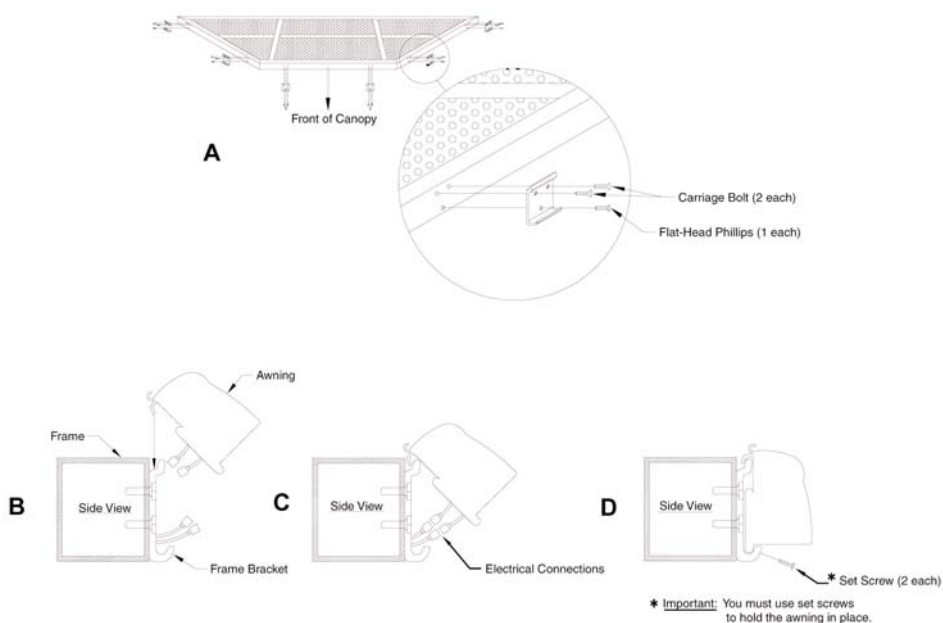 Front of Canopy
A
Carriage Bolt (2 each)
Flat-Head Phillips (1 each)
Awning
Frame
B
Side View
Frame Bracket
C
Side View
Electrical Connections
D
Side View
* Set Screw (2 each)
* Important: You must use set screws
to hold the awning in place.